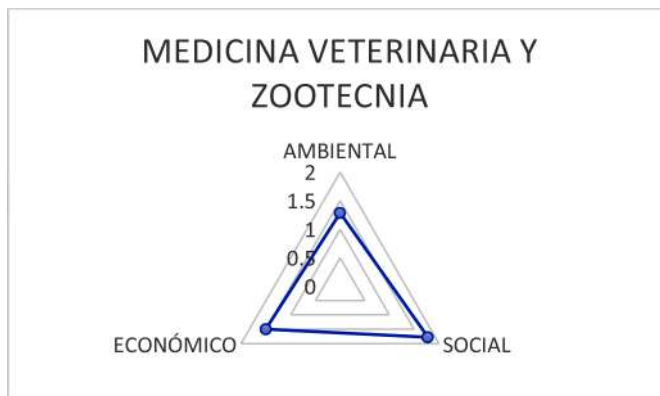 MEDICINA VETERINARIA Y
ZOOTECNIA
AMBIENTAL
2
1.5
1
0.5
0
ECONÓMICO
SOCIAL